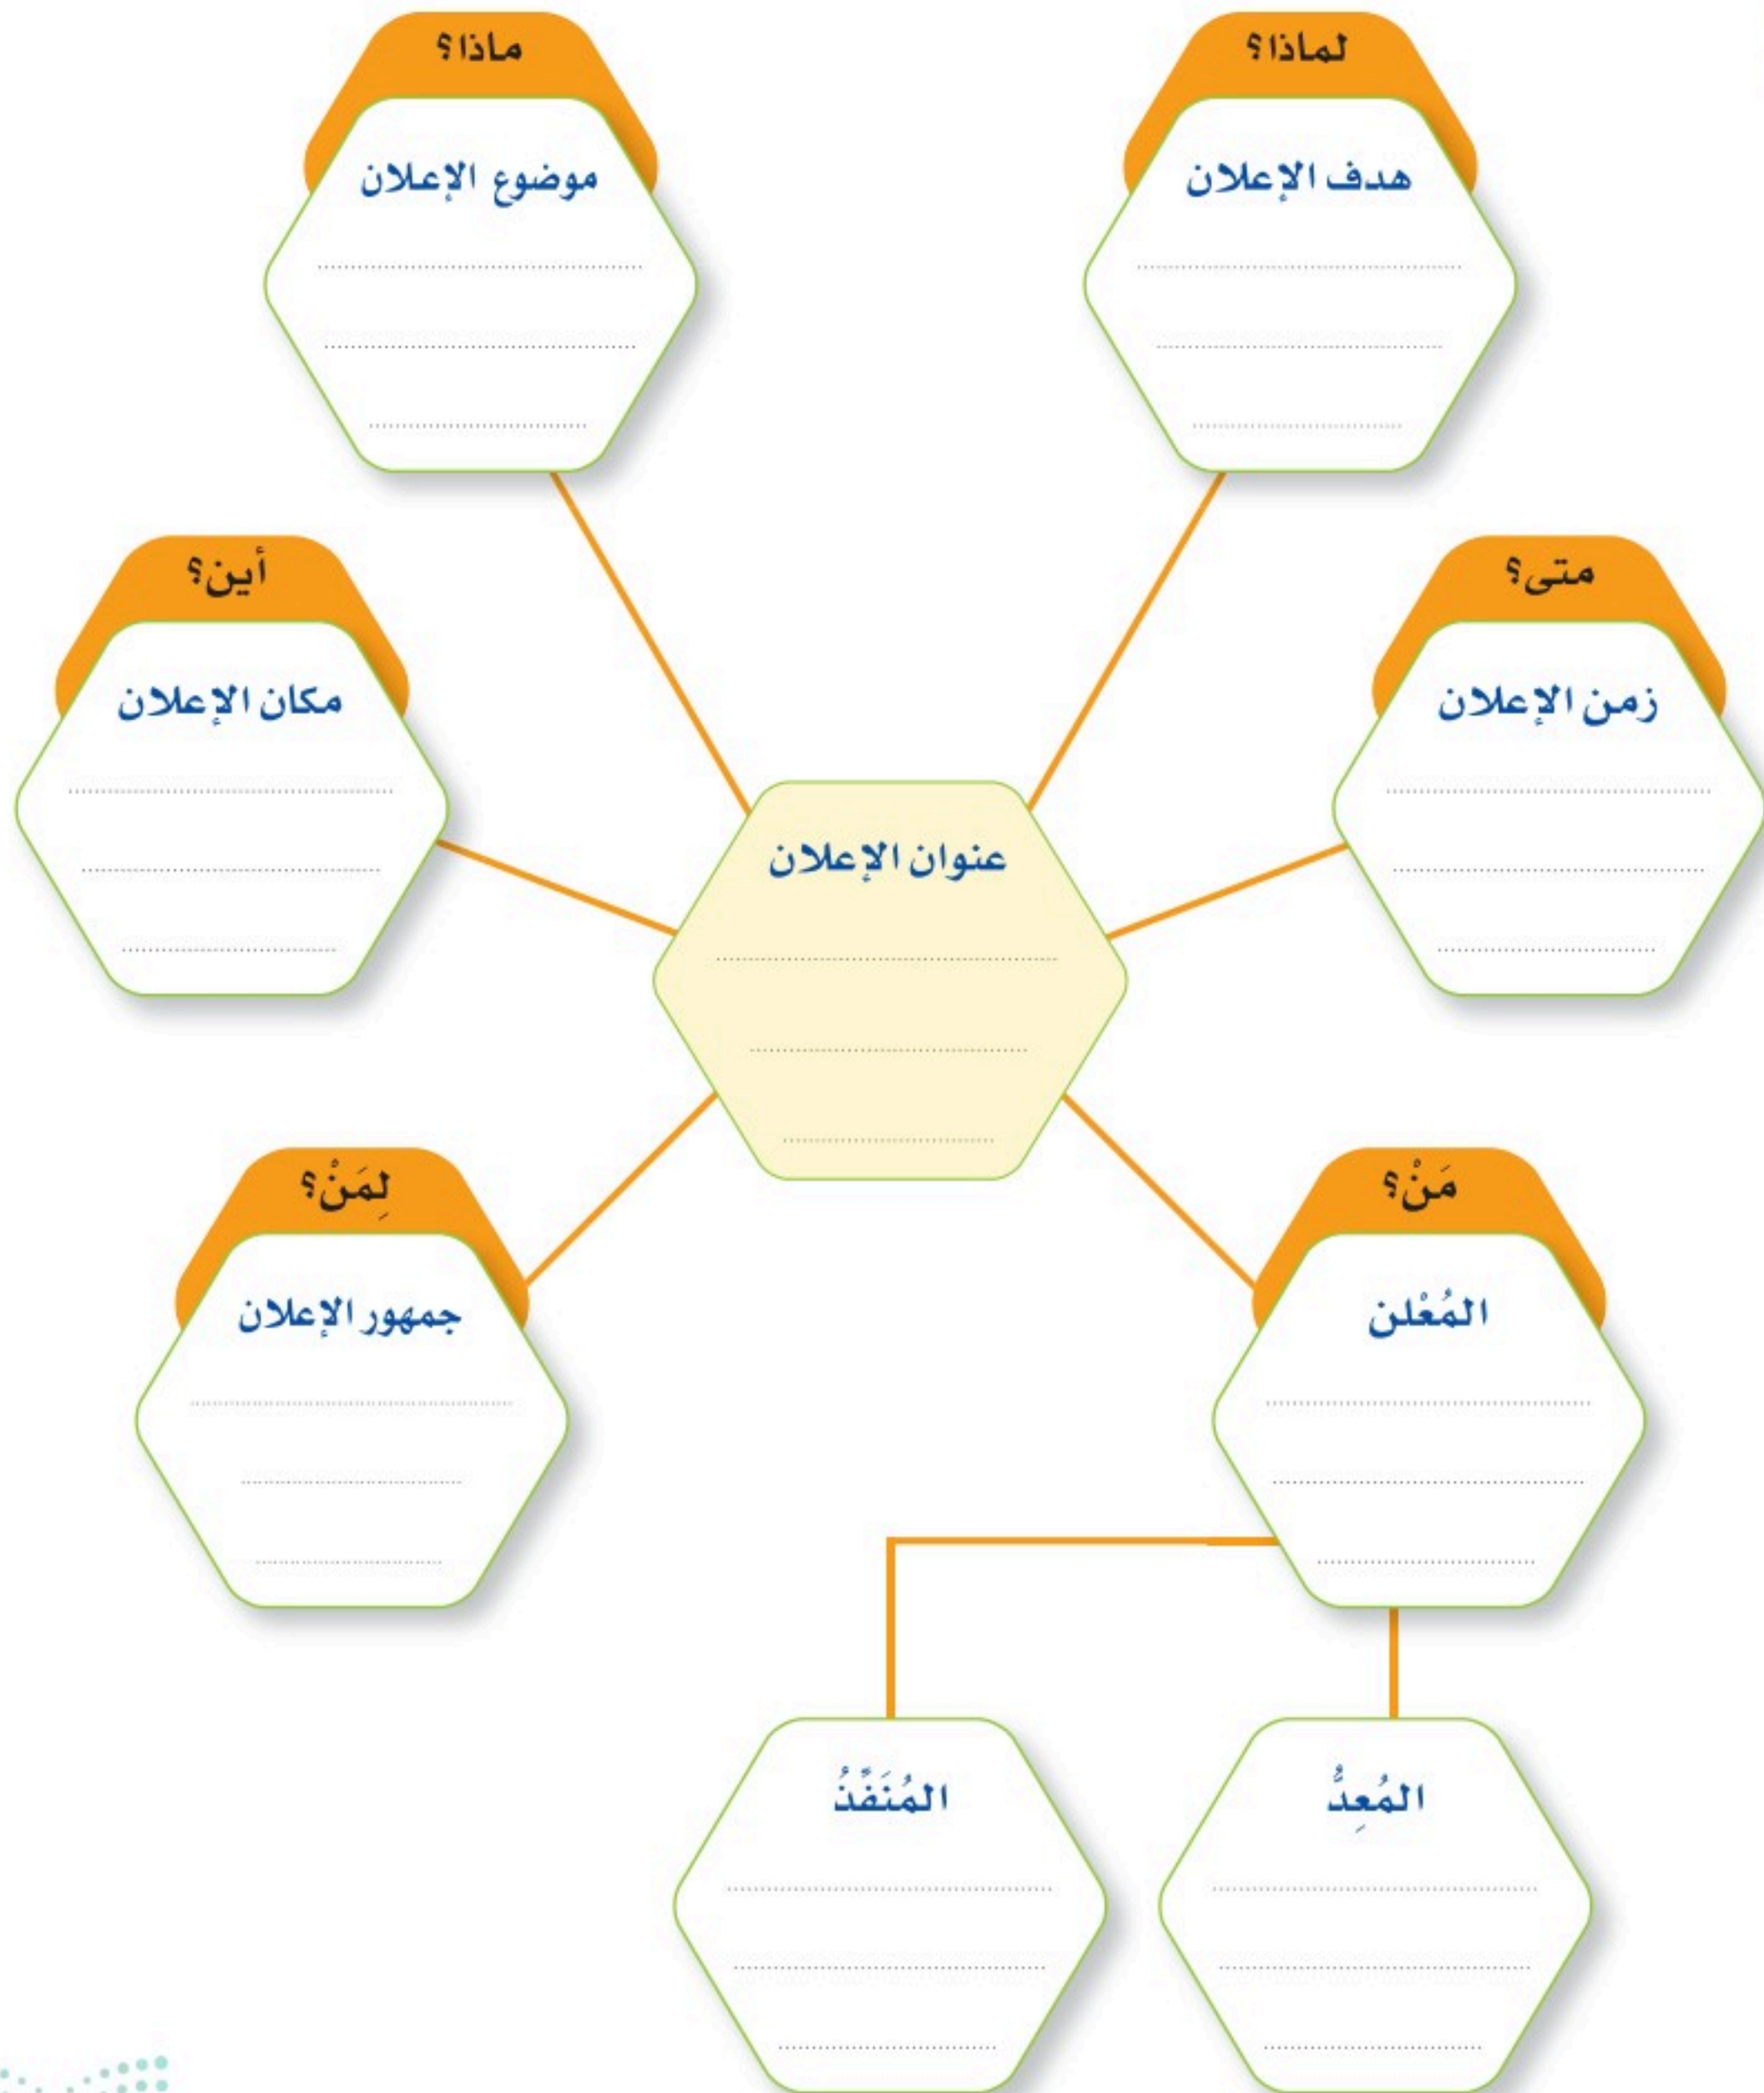 لماذا؟
هدف الإعلان
ماذا؟
موضوع الإعلان
متى؟
زمن الإعلان
أين؟
مكان الإعلان
عنوان الإعلان
مَنْ؟
المُعْلن
لِمَنْ؟
جمهور الإعلان
المُعِدُّ
المُنَفَّذُ